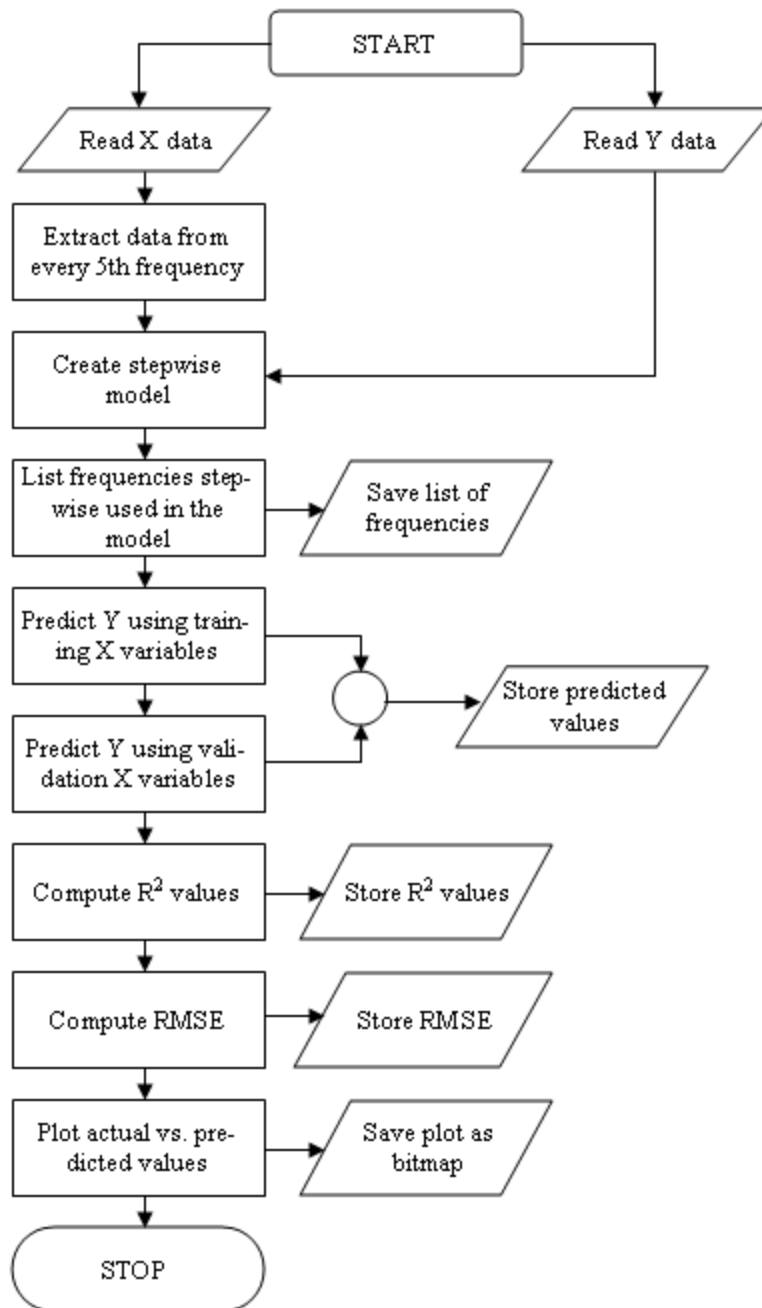 START
Read X data
Read Y data
Extract data from
every 5th frequency
Create stepwise
model
List frequencies step-
wise used in the
model
Save list of
frequencies
Predict Y using train-
ing X variables
Store predicted
values
Predict Y using vali-
dation X variables
Compute R² values
Store R² values
Compute RMSE
Store RMSE
Plot actual vs. pre-
dicted values
Save plot as
bitmap
STOP